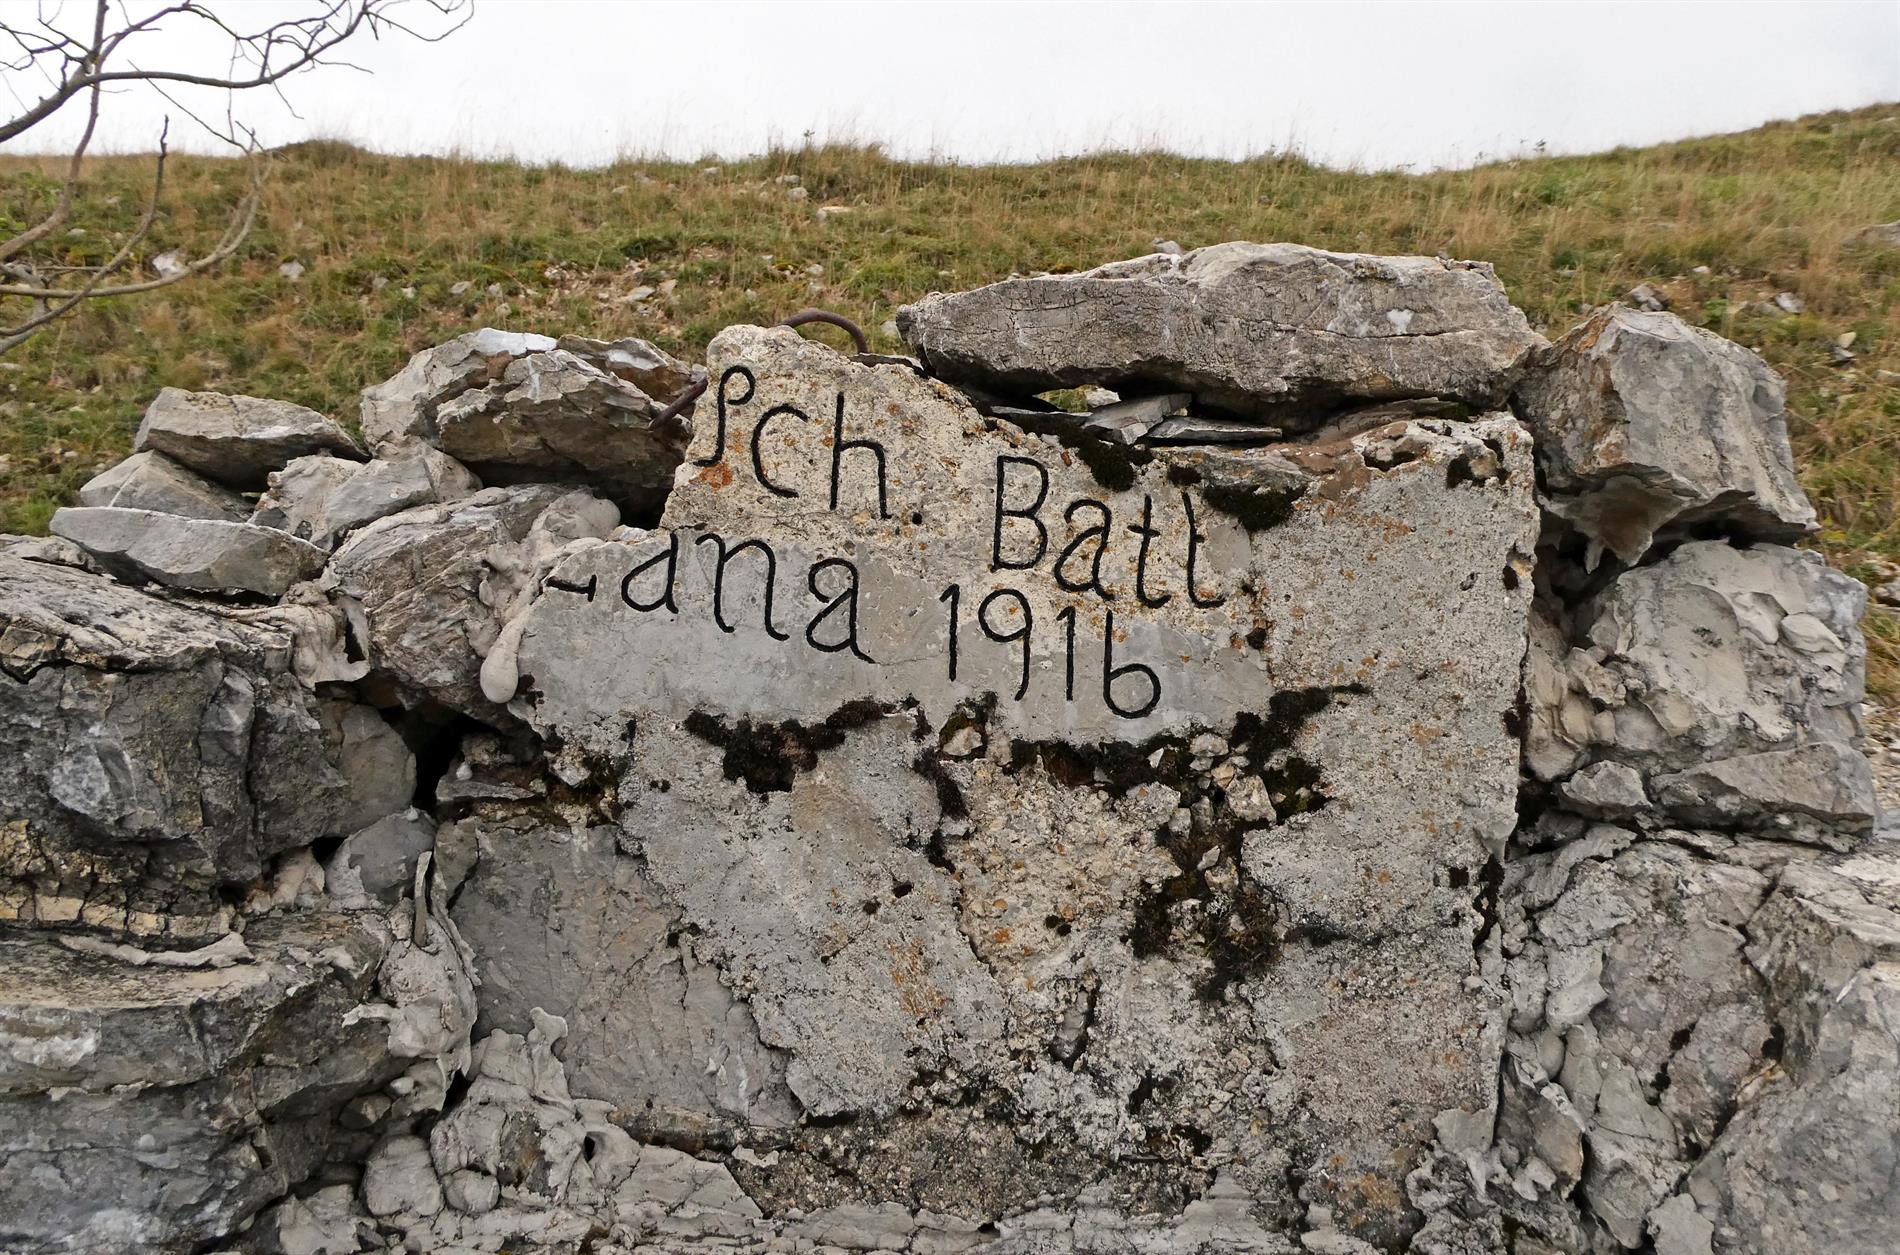 Sch. Batt.
ana 1916